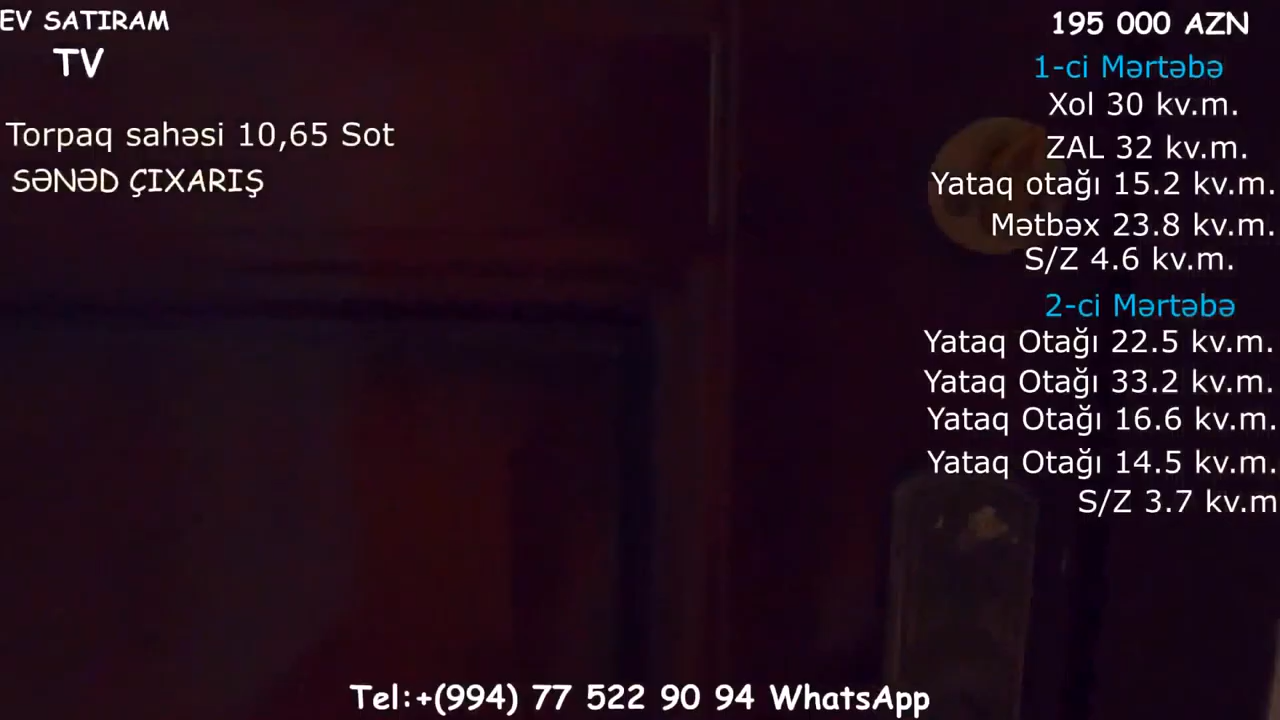 EV SATIRAM
TV
Torpaq sahəsi 10,65 Sot
SƏNƏD ÇIXARIŞ
195 000 AZN
1-ci Mərtəbə
Xol 30 kv.m.
ZAL 32 kv.m.
Yataq otağı 15.2 kv.m.
Mətbəx 23.8 kv.m.
S/Z 4.6 kv.m.
2-ci Mərtəbə
Yataq Otağı 22.5 kv.m.
Yataq Otağı 33.2 kv.m.
Yataq Otağı 16.6 kv.m.
Yataq Otağı 14.5 kv.m.
S/Z 3.7 kv.m
Tel:+(994) 77 522 90 94 WhatsApp